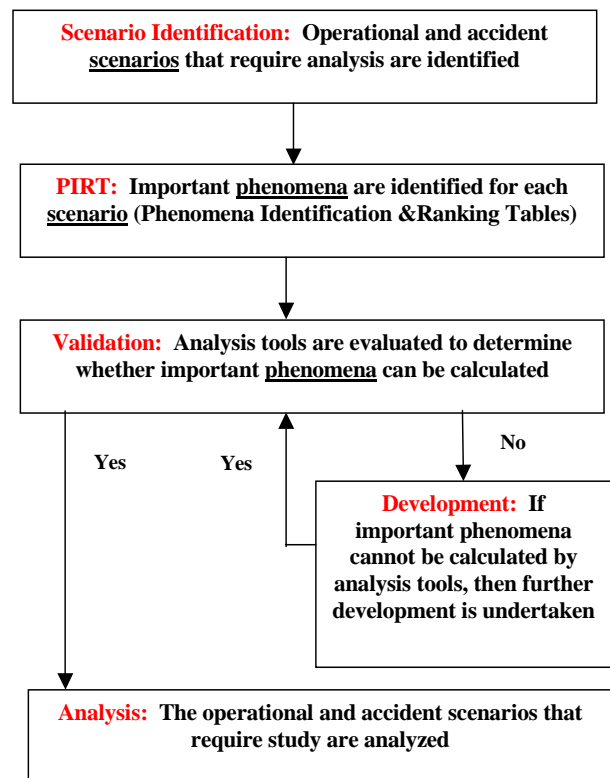 Scenario Identification: Operational and accident
scenarios that require analysis are identified
PIRT: Important phenomena are identified for each
scenario (Phenomena Identification &Ranking Tables)
Validation: Analysis tools are evaluated to determine
whether important phenomena can be calculated
Yes
Yes
No
Development: If
important phenomena
cannot be calculated by
analysis tools, then further
development is undertaken
Analysis: The operational and accident scenarios that
require study are analyzed